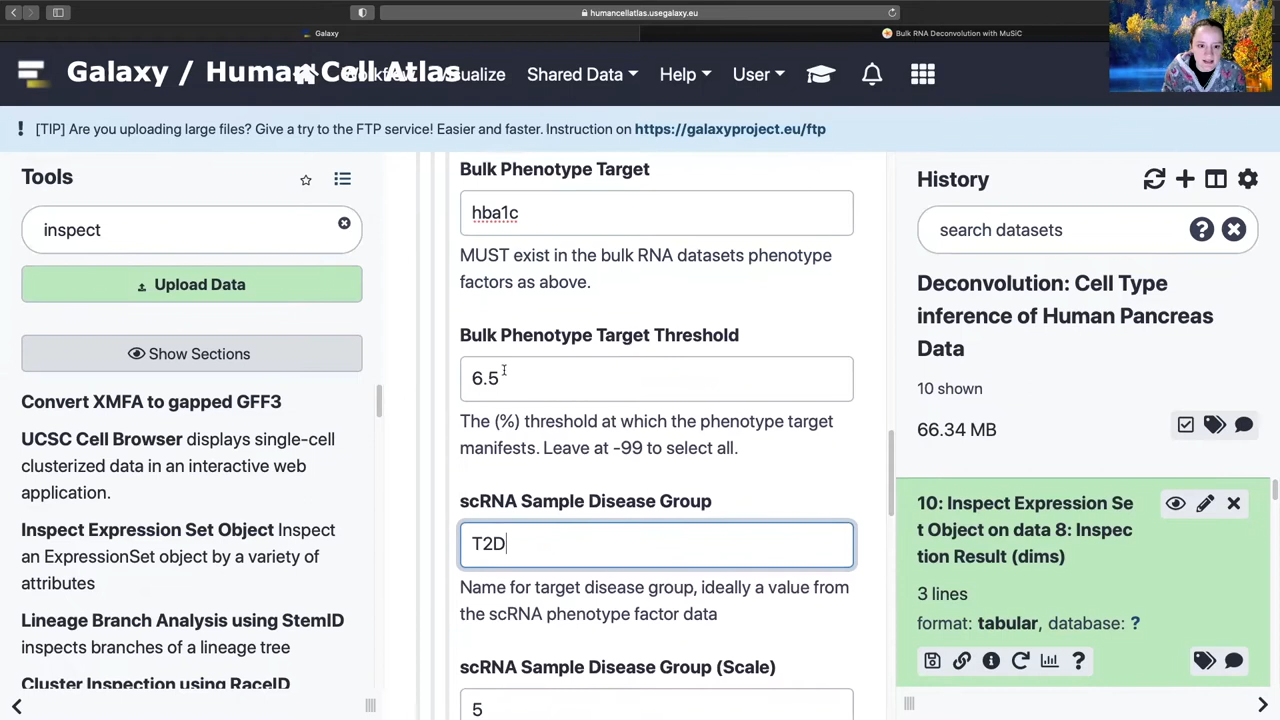 humancellatlas.usegalaxy.eu
Galaxy
Bulk RNA Deconvolution with MuSiC
Galaxy / Human Cell Atlas
Workflow
Visualize
Shared Data
Help
User
[TIP] Are you uploading large files? Give a try to the FTP service! Easier and faster. Instruction on https://galaxyproject.eu/ftp
Tools
inspect
Upload Data
Show Sections
Convert XMFA to gapped GFF3
UCSC Cell Browser displays single-cell
clusterized data in an interactive web
application.
Inspect Expression Set Object Inspect
an ExpressionSet object by a variety of
attributes
Lineage Branch Analysis using StemID
inspects branches of a lineage tree
Cluster Inspection using RaceID
Bulk Phenotype Target
hba1c
MUST exist in the bulk RNA datasets phenotype
factors as above.
Bulk Phenotype Target Threshold
6.5
The (%) threshold at which the phenotype target
manifests. Leave at -99 to select all.
scRNA Sample Disease Group
T2D
Name for target disease group, ideally a value from
the scRNA phenotype factor data
scRNA Sample Disease Group (Scale)
5
History
search datasets
Deconvolution: Cell Type
inference of Human Pancreas
Data
10 shown
66.34 MB
10: Inspect Expression Se
t Object on data 8: Inspec
tion Result (dims)
3 lines
format: tabular, database: ?